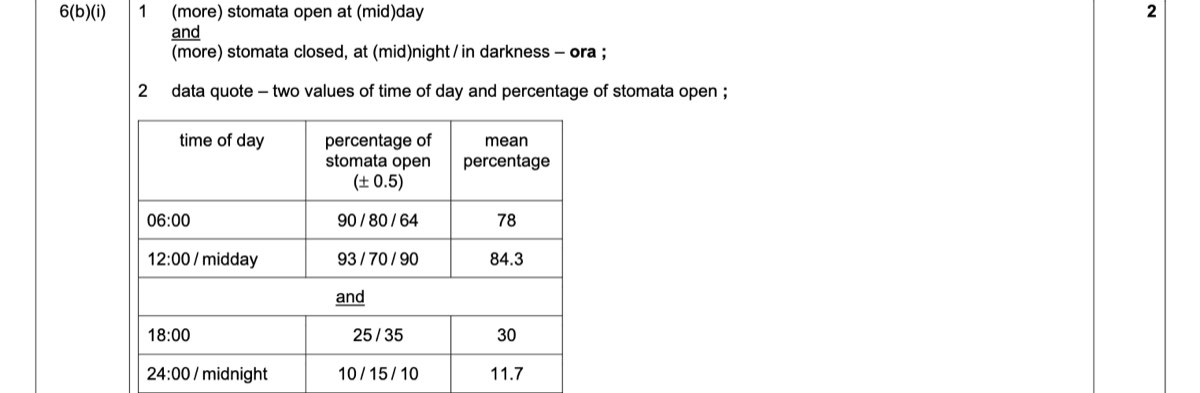 6(b)(i) 1 (more) stomata open at (mid)day 2
and
(more) stomata closed, at (mid)night / in darkness – ora ;
2 data quote – two values of time of day and percentage of stomata open ;
time of day percentage of mean
stomata open percentage
(± 0.5)
06:00 90 / 80 / 64 78
12:00 / midday 93 / 70 / 90 84.3
and
18:00 25 / 35 30
24:00 / midnight 10 / 15 / 10 11.7